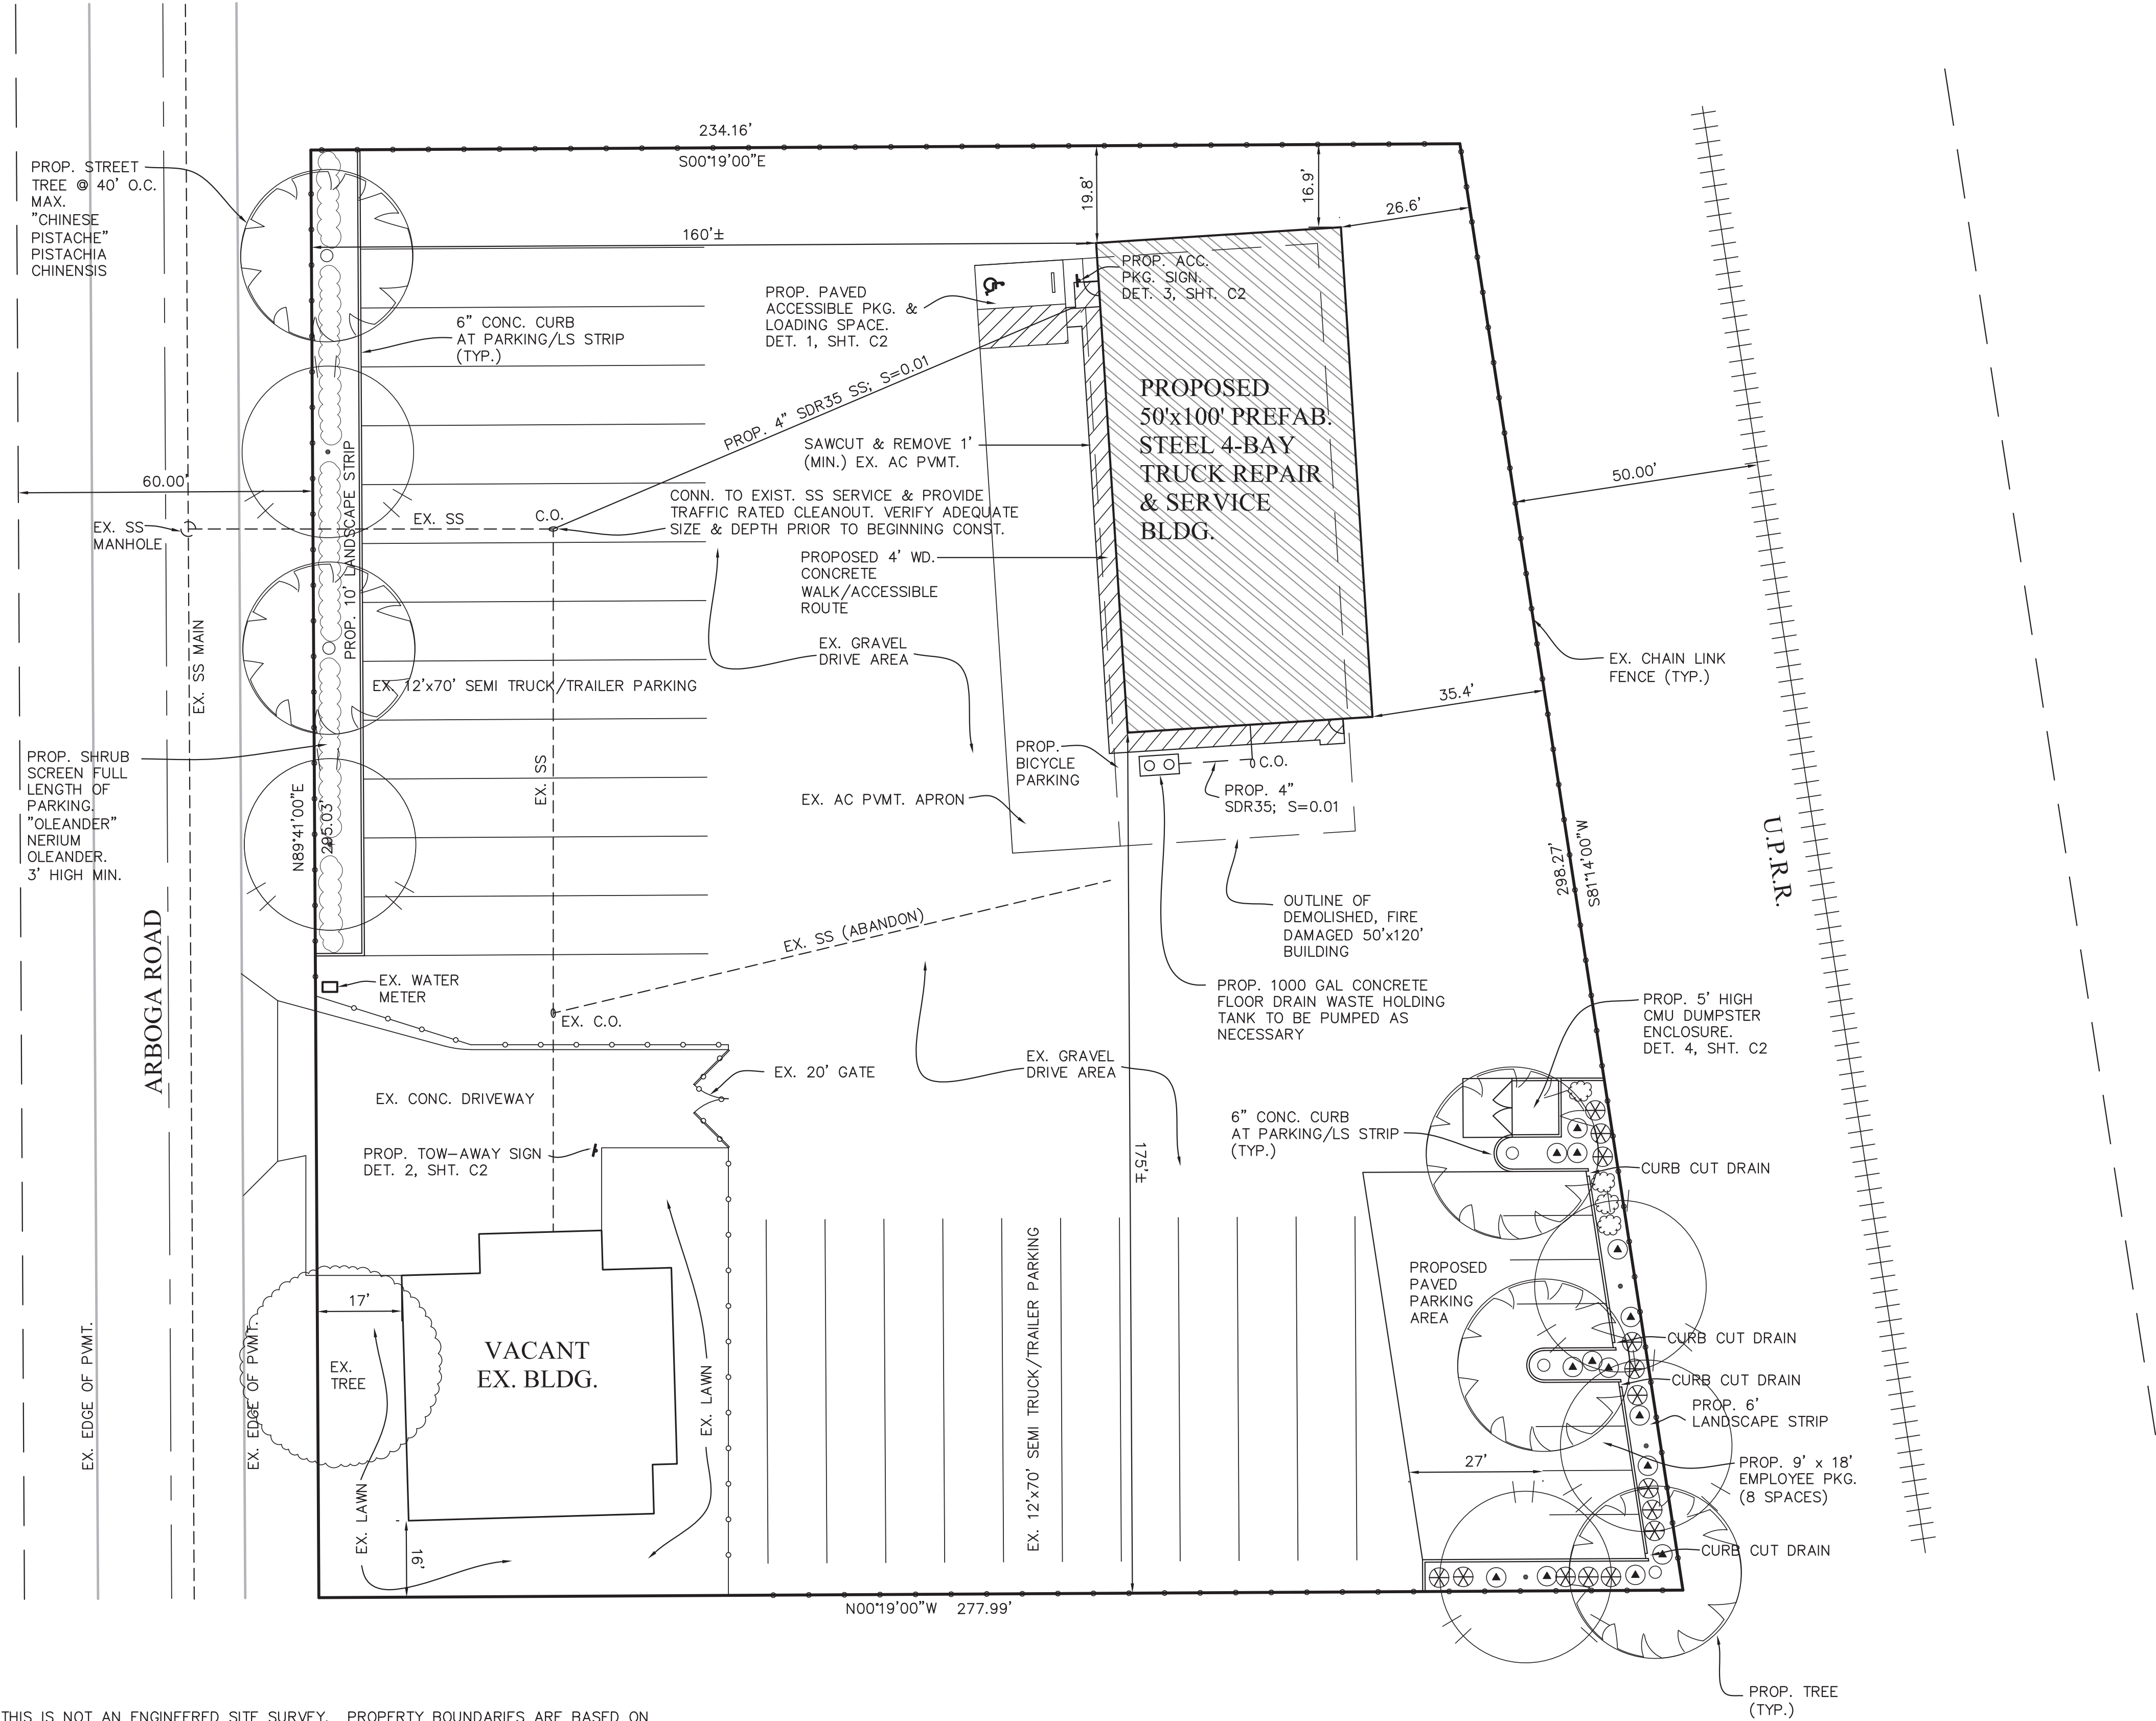 234.16'
S00°19'00"E
PROP. STREET
TREE @ 40' O.C.
MAX.
"CHINESE
PISTACHE"
PISTACHIA
CHINENSIS
160'±
19.8'
16.9'
26.6'
PROP. ACC.
PKG. SIGN.
DET. 3, SHT. C2
PROP. PAVED
ACCESSIBLE PKG. &
LOADING SPACE.
DET. 1, SHT. C2
6" CONC. CURB
AT PARKING/LS STRIP
(TYP.)
PROP. 4" SDR35 SS; S=0.01
PROPOSED
50'x100' PREFAB.
STEEL 4-BAY
TRUCK REPAIR
& SERVICE
BLDG.
SAWCUT & REMOVE 1'
(MIN.) EX. AC PVMT.
60.00'
50.00'
CONN. TO EXIST. SS SERVICE & PROVIDE
TRAFFIC RATED CLEANOUT. VERIFY ADEQUATE
SIZE & DEPTH PRIOR TO BEGINNING CONST.
EX. SS
MANHOLE
EX. SS
C.O.
PROP. 10' LANDSCAPE STRIP
PROPOSED 4' WD.
CONCRETE
WALK/ACCESSIBLE
ROUTE
EX. SS MAIN
EX. GRAVEL
DRIVE AREA
EX. CHAIN LINK
FENCE (TYP.)
EX. 12'x70' SEMI TRUCK/TRAILER PARKING
35.4'
PROP. SHRUB
SCREEN FULL
LENGTH OF
PARKING.
"OLEANDER"
NERIUM
OLEANDER.
3' HIGH MIN.
EX. SS
PROP.
BICYCLE
PARKING
C.O.
PROP. 4"
SDR35; S=0.01
EX. AC PVMT. APRON
N89°41'00"E
295.03'
298.27'
S81°14'00"W
U.P.R.R.
OUTLINE OF
DEMOLISHED, FIRE
DAMAGED 50'x120'
BUILDING
EX. SS (ABANDON)
ARBOGA ROAD
EX. WATER
METER
EX. C.O.
PROP. 1000 GAL CONCRETE
FLOOR DRAIN WASTE HOLDING
TANK TO BE PUMPED AS
NECESSARY
PROP. 5' HIGH
CMU DUMPSTER
ENCLOSURE.
DET. 4, SHT. C2
EX. GRAVEL
DRIVE AREA
EX. 20' GATE
EX. CONC. DRIVEWAY
6" CONC. CURB
AT PARKING/LS STRIP
(TYP.)
PROP. TOW-AWAY SIGN
DET. 2, SHT. C2
175'±
CURB CUT DRAIN
PROPOSED
PAVED
PARKING
AREA
17'
EX.
TREE
VACANT
EX. BLDG.
EX. EDGE OF PVMT.
EX. EDGE OF PVMT.
EX. LAWN
EX. 12'x70' SEMI TRUCK/TRAILER PARKING
CURB CUT DRAIN
CURB CUT DRAIN
PROP. 6'
LANDSCAPE STRIP
27'
PROP. 9' x 18'
EMPLOYEE PKG.
(8 SPACES)
EX. LAWN
16'
CURB CUT DRAIN
N00°19'00"W 277.99'
PROP. TREE
(TYP.)
THIS IS NOT AN ENGINEERED SITE SURVEY. PROPERTY BOUNDARIES ARE BASED ON